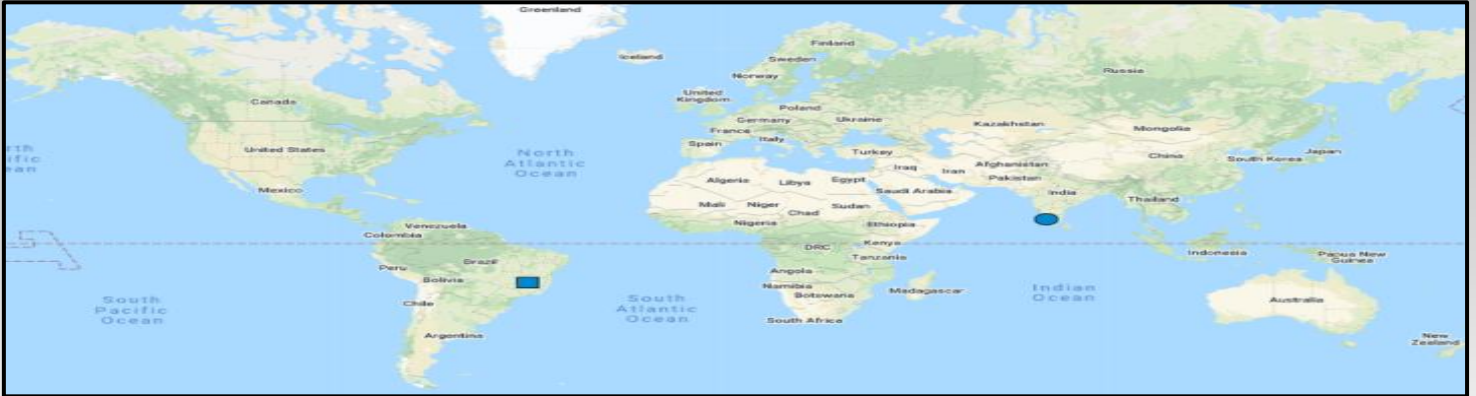 Greenland
Iceland
Finland
Sweden
Norway
Russia
United
Kingdom
Canada
Poland
Germany
Ukraine
France
Kazakhstan
Mongolia
Italy
Spain
United States
North
Atlantic
Ocean
Turkey
Japan
South Korea
China
Iraq
Iran
Afghanistan
Pakistan
Algeria
Libya
Egypt
Saudi Arabia
India
Mexico
Mali
Niger
Chad
Sudan
Thailand
Venezuela
Nigeria
Ethiopia
Colombia
DRC
Kenya
Indonesia
Papua New
Guinea
Tanzania
Brazil
Peru
Angola
Bolivia
Namibia
Botswana
Madagascar
Indian
Ocean
South
Pacific
Ocean
Chile
South
Atlantic
Ocean
Australia
South Africa
Argentina
New
Zealand